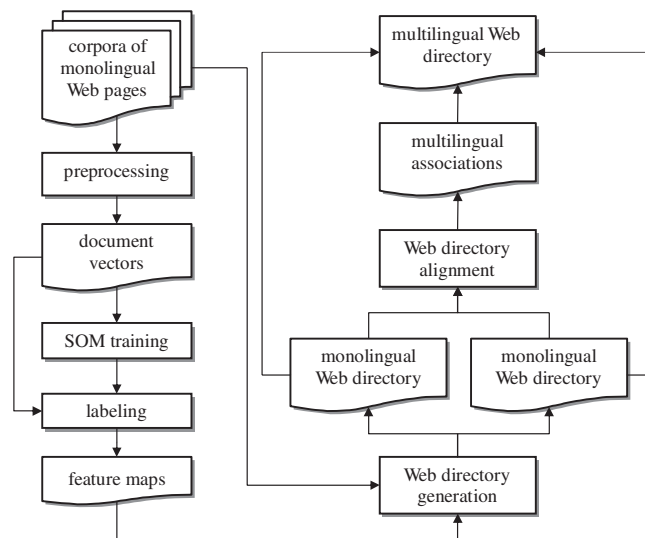 corpora of
monolingual
Web pages
preprocessing
document
vectors
SOM training
labeling
feature maps
multilingual Web
directory
multilingual
associations
Web directory
alignment
monolingual
Web directory
monolingual
Web directory
Web directory
generation